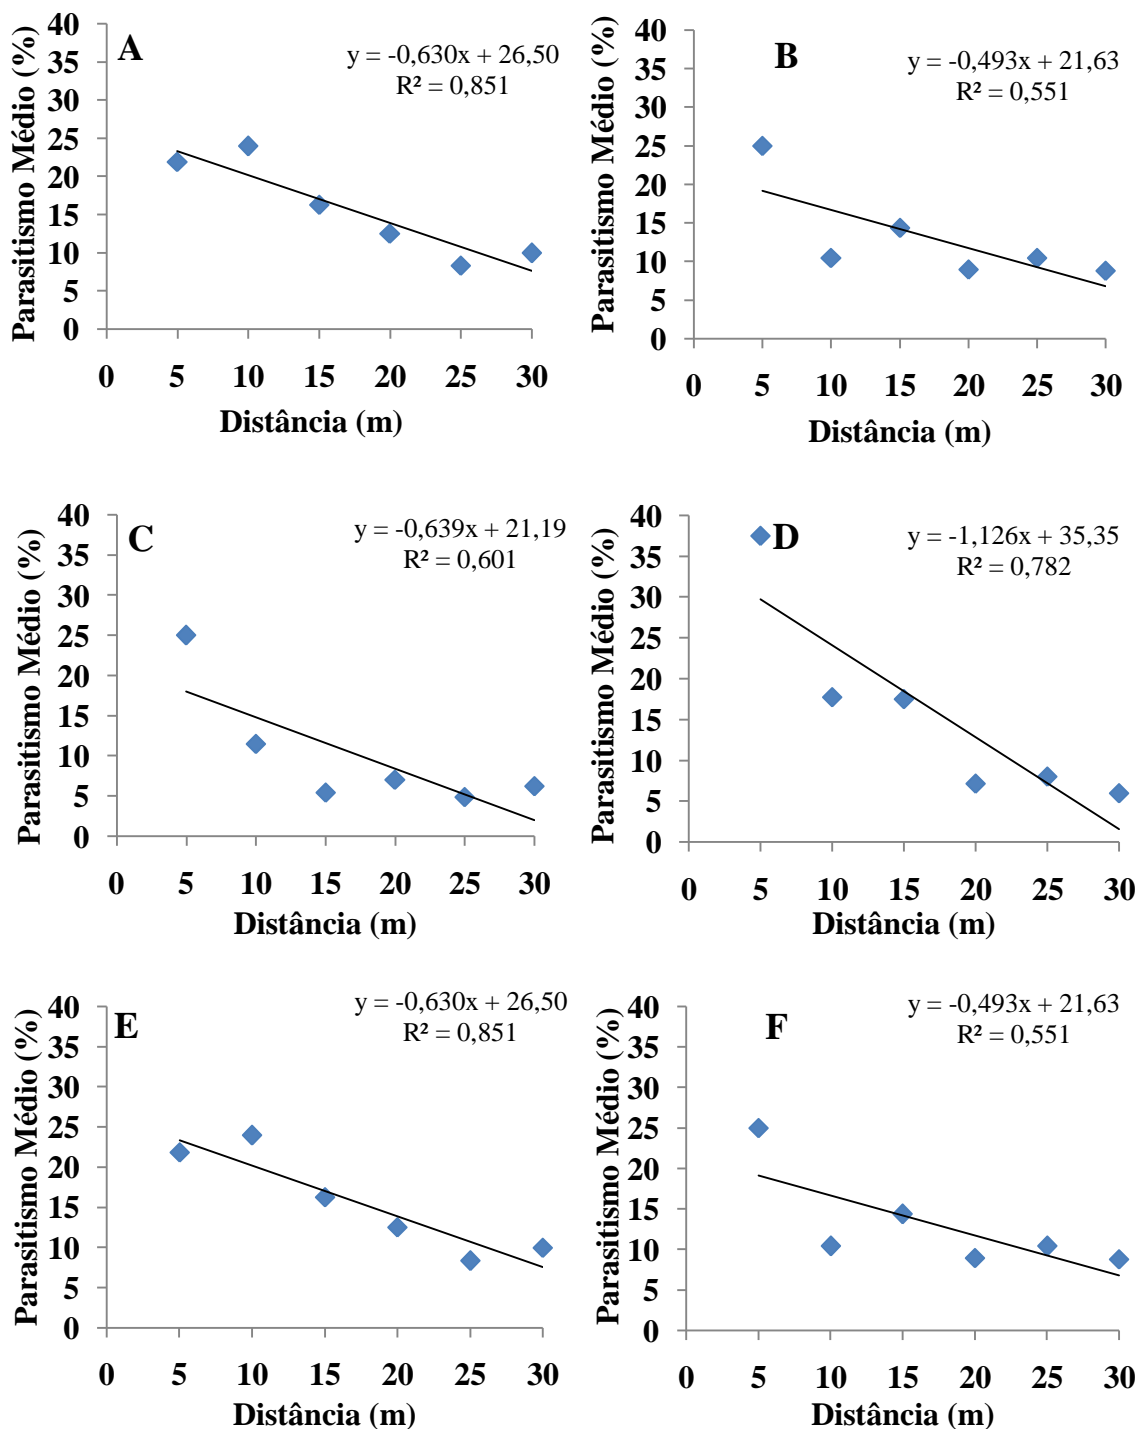 A
y = -0,630x + 26,50
R² = 0,851
Parasitismo Médio (%)
40
35
30
25
20
15
10
5
0
0 5 10 15 20 25 30
Distância (m)
B
y = -0,493x + 21,63
R² = 0,551
Parasitismo Médio (%)
40
35
30
25
20
15
10
5
0
0 5 10 15 20 25 30
Distância (m)
C
y = -0,639x + 21,19
R² = 0,601
Parasitismo Médio (%)
40
35
30
25
20
15
10
5
0
0 5 10 15 20 25 30
Distância (m)
D
y = -1,126x + 35,35
R² = 0,782
Parasitismo Médio (%)
40
35
30
25
20
15
10
5
0
0 5 10 15 20 25 30
Distância (m)
E
y = -0,630x + 26,50
R² = 0,851
Parasitismo Médio (%)
40
35
30
25
20
15
10
5
0
0 5 10 15 20 25 30
Distância (m)
F
y = -0,493x + 21,63
R² = 0,551
Parasitismo Médio (%)
40
35
30
25
20
15
10
5
0
0 5 10 15 20 25 30
Distância (m)